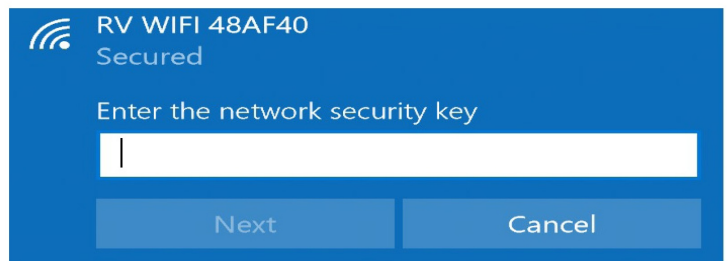 RV WIFI 48AF40
Secured
Enter the network security key
Next
Cancel